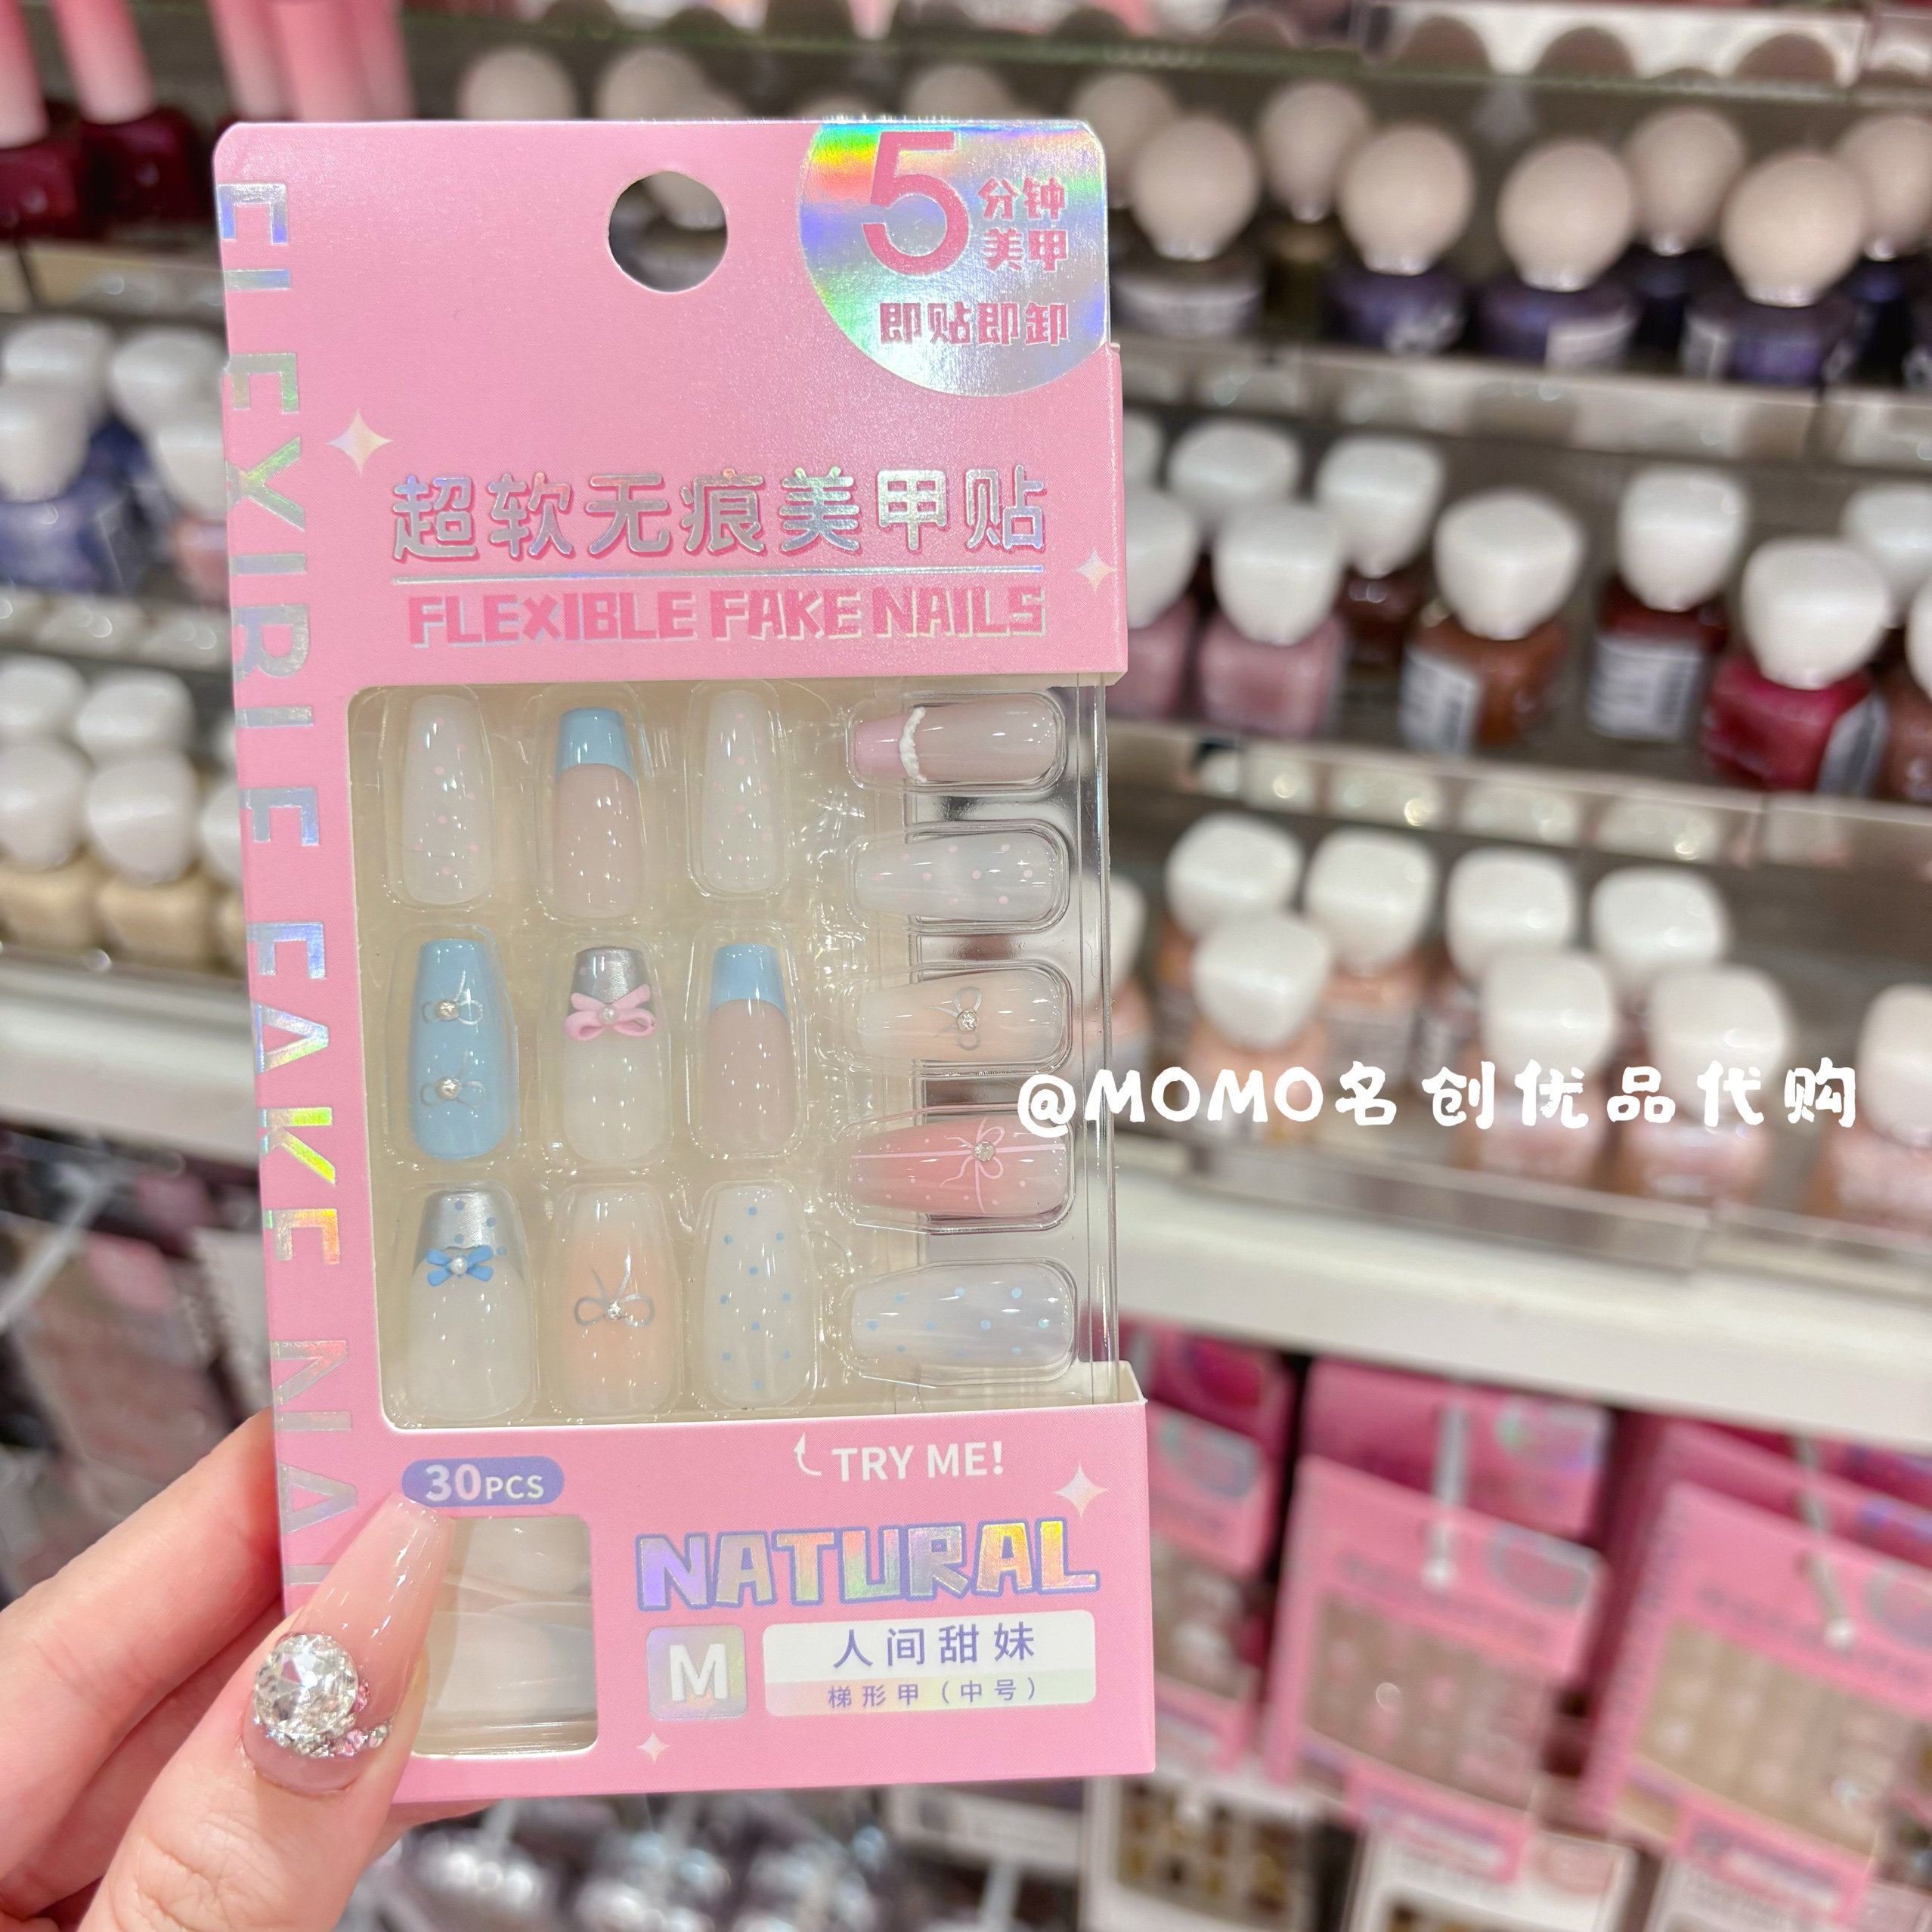 5分钟
美甲
即贴即卸
超软无痕美甲贴
FLEXIBLE FAKE NAILS
FLEXIBLE FAKE NAI
@MOMO名创优品代购
TRY ME!
30PCS
NATURAL
M
人间甜妹
梯形甲（中号）